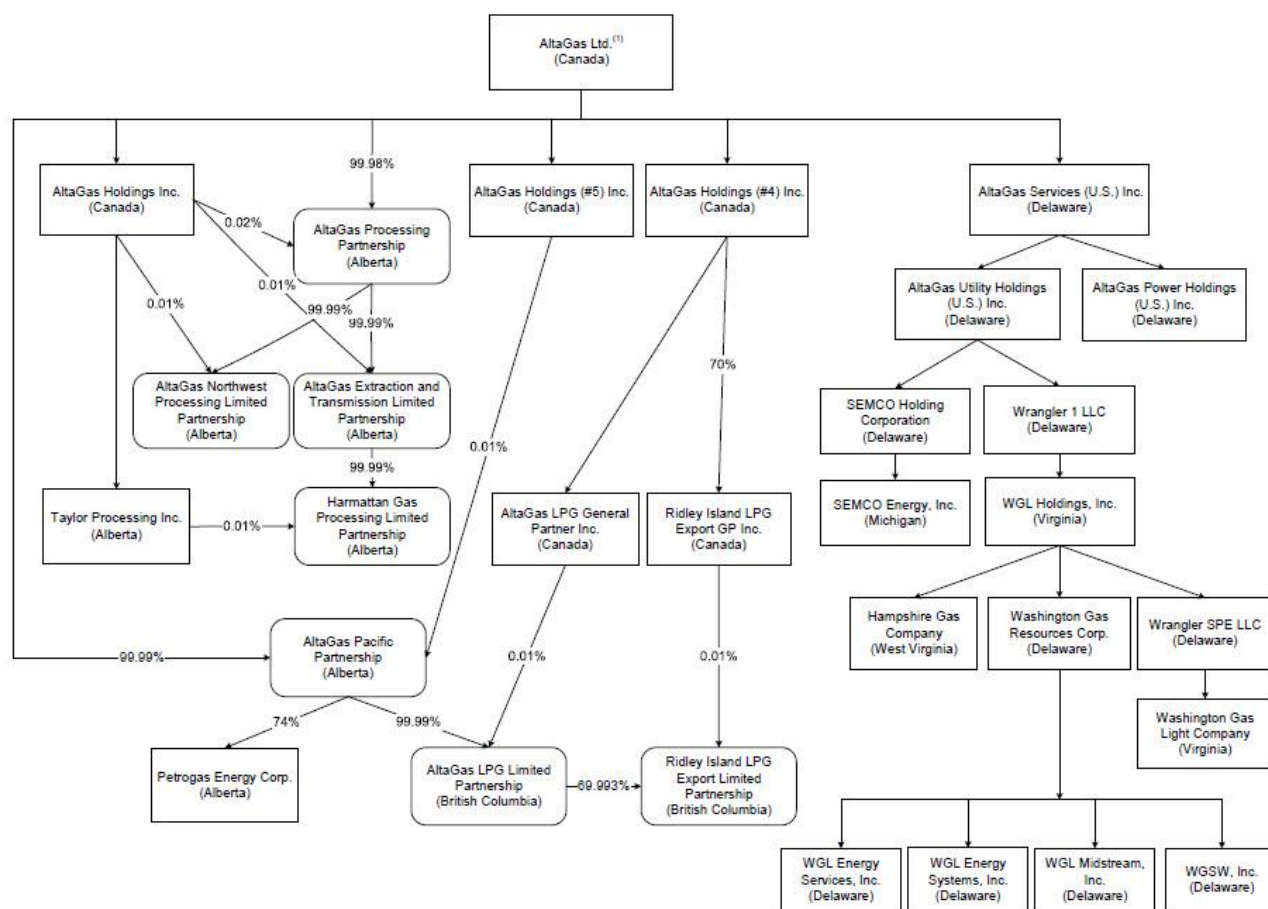 AltaGas Ltd.(1)
(Canada)
99.98%
AltaGas Holdings Inc.
(Canada)
AltaGas Holdings (#5) Inc.
(Canada)
AltaGas Holdings (#4) Inc.
(Canada)
AltaGas Services (U.S.) Inc.
(Delaware)
0.02%
AltaGas Processing
Partnership
(Alberta)
AltaGas Utility Holdings
(U.S.) Inc.
(Delaware)
AltaGas Power Holdings
(U.S.) Inc.
(Delaware)
0.01%
0.01%
99.99%
99.99%
70%
AltaGas Northwest
Processing Limited
Partnership
(Alberta)
AltaGas Extraction and
Transmission Limited
Partnership
(Alberta)
SEMCO Holding
Corporation
(Delaware)
Wrangler 1 LLC
(Delaware)
0.01%
99.99%
Taylor Processing Inc.
(Alberta)
0.01%
Harmattan Gas
Processing Limited
Partnership
(Alberta)
AltaGas LPG General
Partner Inc.
(Canada)
Ridley Island LPG
Export GP Inc.
(Canada)
SEMCO Energy, Inc.
(Michigan)
WGL Holdings, Inc.
(Virginia)
Hampshire Gas
Company
(West Virginia)
Washington Gas
Resources Corp.
(Delaware)
Wrangler SPE LLC
(Delaware)
99.99%
AltaGas Pacific
Partnership
(Alberta)
0.01%
0.01%
74%
99.99%
Washington Gas
Light Company
(Virginia)
Petrogas Energy Corp.
(Alberta)
AltaGas LPG Limited
Partnership
(British Columbia)
69.993%
Ridley Island LPG
Export Limited
Partnership
(British Columbia)
WGL Energy
Services, Inc.
(Delaware)
WGL Energy
Systems, Inc.
(Delaware)
WGL Midstream,
Inc.
(Delaware)
WGSW, Inc.
(Delaware)